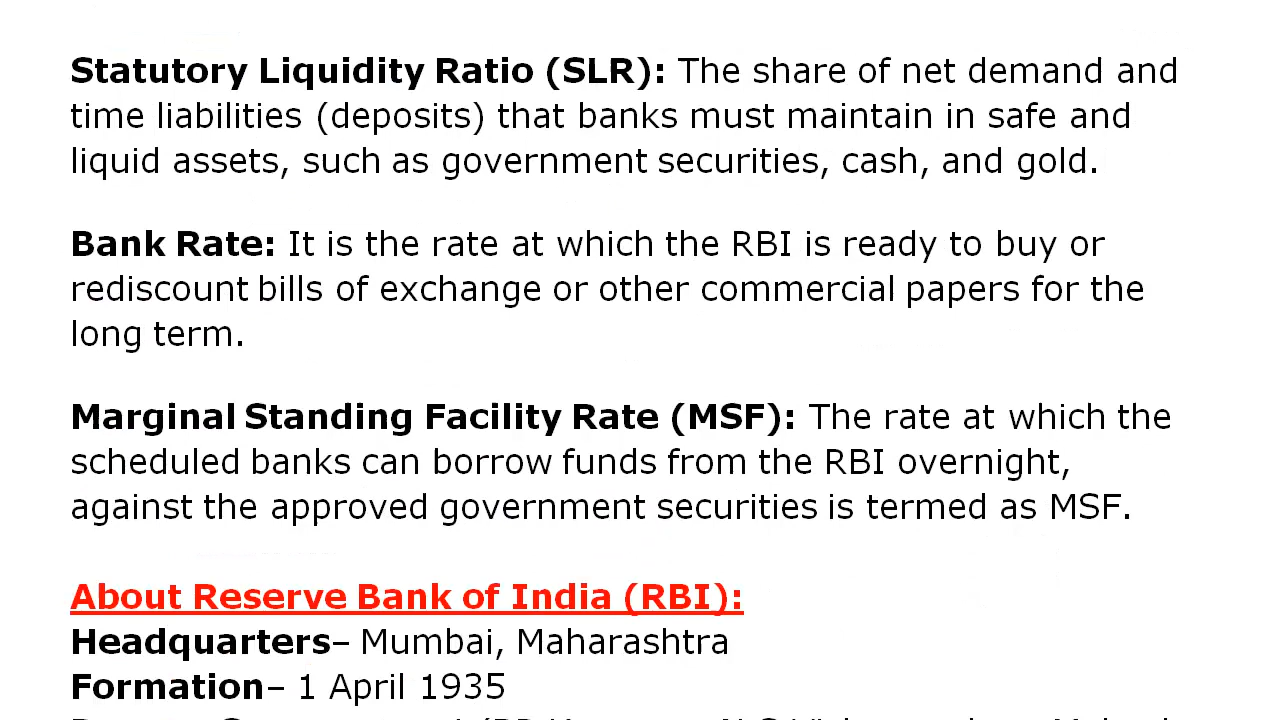 Statutory Liquidity Ratio (SLR): The share of net demand and
time liabilities (deposits) that banks must maintain in safe and
liquid assets, such as government securities, cash, and gold.
Bank Rate: It is the rate at which the RBI is ready to buy or
rediscount bills of exchange or other commercial papers for the
long term.
Marginal Standing Facility Rate (MSF): The rate at which the
scheduled banks can borrow funds from the RBI overnight,
against the approved government securities is termed as MSF.
About Reserve Bank of India (RBI):
Headquarters– Mumbai, Maharashtra
Formation– 1 April 1935